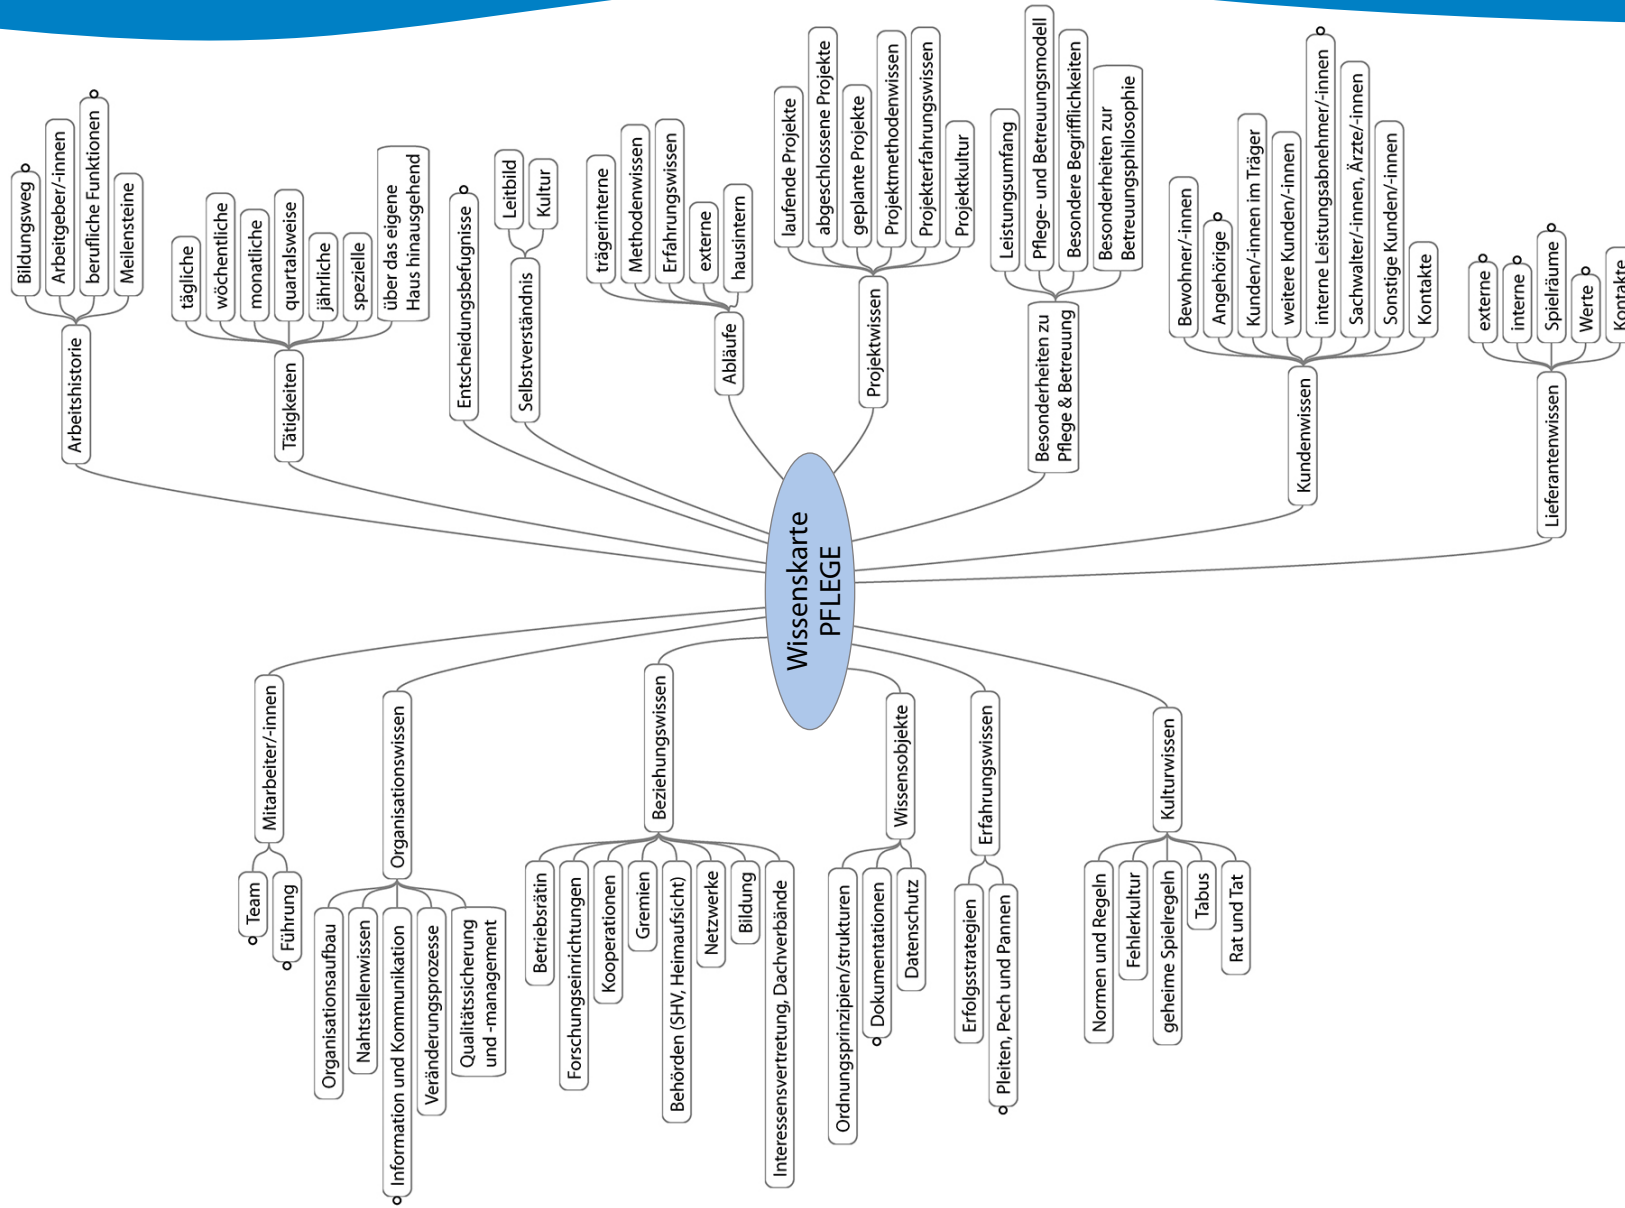 Wissenskarte
PFLEGE
Arbeitshistorie
Bildungsweg
Arbeitgeber/-innen
berufliche Funktionen
Meilensteine
Tätigkeiten
tägliche
wöchentliche
monatliche
quartalsweise
jährliche
spezielle
über das eigene
Haus hinausgehend
Entscheidungsbefugnisse
Selbstverständnis
Leitbild
Kultur
Abläufe
trägerinterne
Methodenwissen
Erfahrungswissen
externe
hausintern
Projektwissen
laufende Projekte
abgeschlossene Projekte
geplante Projekte
Projektmethodenwissen
Projekterfahrungswissen
Projektkultur
Besonderheiten zu
Pflege & Betreuung
Leistungsumfang
Pflege- und Betreuungsmodell
Besondere Begrifflichkeiten
Besonderheiten zur
Betreuungsphilosophie
Kundenwissen
Bewohner/-innen
Angehörige
Kunden/-innen im Träger
weitere Kunden/-innen
interne Leistungsabnehmer/-innen
Sachwalter/-innen, Ärzte/-innen
Sonstige Kunden/-innen
Kontakte
Lieferantenwissen
externe
interne
Spielräume
Werte
Kontakte
Mitarbeiter/-innen
Team
Führung
Organisationswissen
Organisationsaufbau
Nahtstellenwissen
Information und Kommunikation
Veränderungsprozesse
Qualitätssicherung
und -management
Beziehungswissen
Betriebsrätin
Forschungseinrichtungen
Kooperationen
Gremien
Behörden (SHV, Heimaufsicht)
Netzwerke
Bildung
Interessensvertretung, Dachverbände
Wissensobjekte
Ordnungsprinzipien/strukturen
Dokumentationen
Datenschutz
Erfahrungswissen
Erfolgsstrategien
Pleiten, Pech und Pannen
Kulturwissen
Normen und Regeln
Fehlerkultur
geheime Spielregeln
Tabus
Rat und Tat